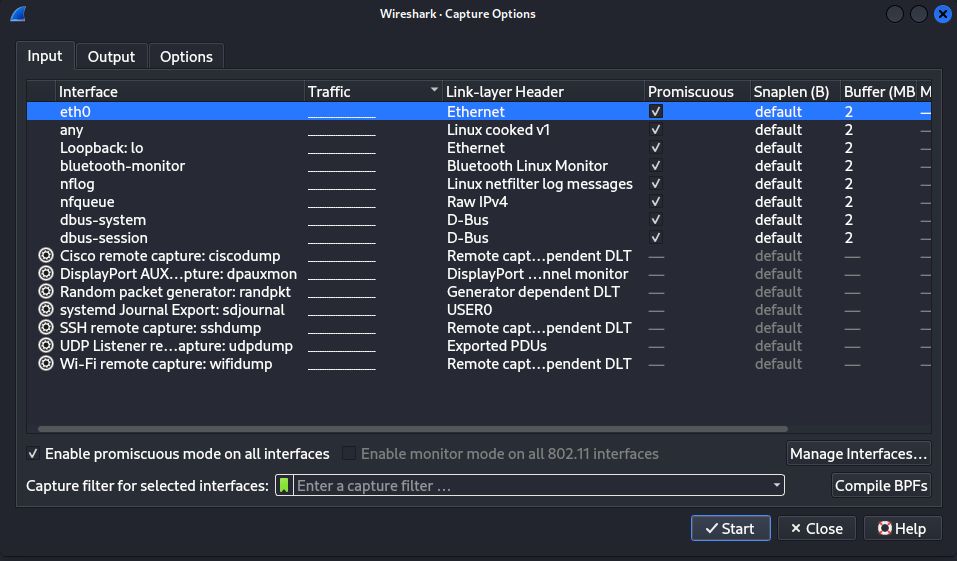 Wireshark · Capture Options
Input Output Options
Interface Traffic Link-layer Header Promiscuous Snaplen (B) Buffer (MB M
eth0 Ethernet ✓ default 2 —
any Linux cooked v1 ✓ default 2 —
Loopback: lo Ethernet ✓ default 2 —
bluetooth-monitor Bluetooth Linux Monitor ✓ default 2 —
nflog Linux netfilter log messages ✓ default 2 —
nfqueue Raw IPv4 ✓ default 2 —
dbus-system D-Bus ✓ default 2 —
dbus-session D-Bus ✓ default 2 —
Cisco remote capture: ciscodump Remote capt…pendent DLT — default — —
DisplayPort AUX…pture: dpauxmon DisplayPort …nnel monitor — default — —
Random packet generator: randpkt Generator dependent DLT — default — —
systemd Journal Export: sdjournal USER0 — default — —
SSH remote capture: sshdump Remote capt…pendent DLT — default — —
UDP Listener re…apture: udpdump Exported PDUs — default — —
Wi-Fi remote capture: wifidump Remote capt…pendent DLT — default — —
✓ Enable promiscuous mode on all interfaces Enable monitor mode on all 802.11 interfaces Manage Interfaces…
Capture filter for selected interfaces: Enter a capture filter … Compile BPFs
✓ Start × Close Help